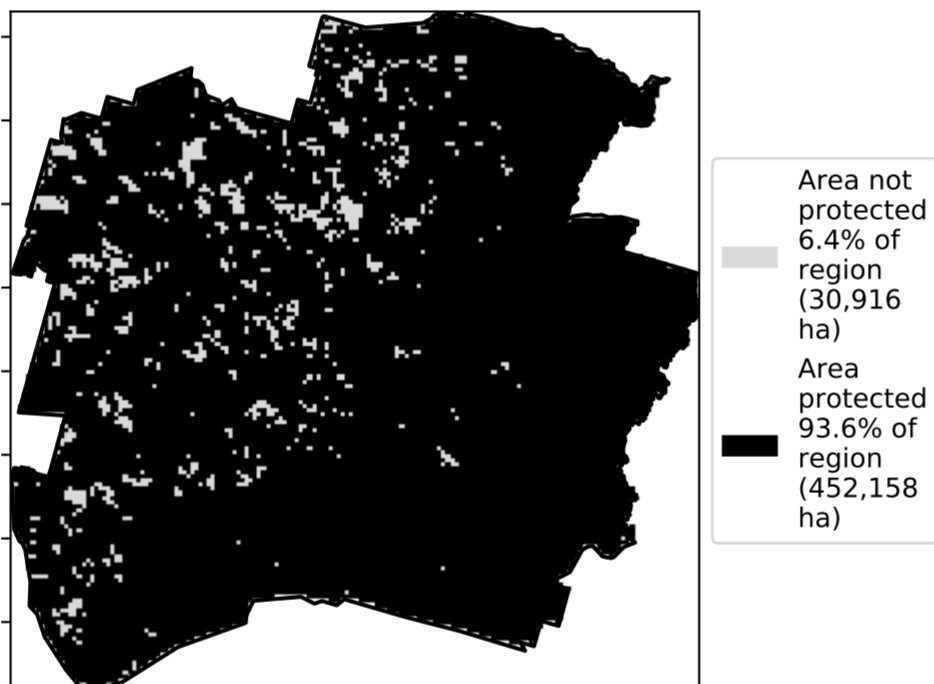 Area not
protected
6.4% of
region
(30,916
ha)
Area
protected
93.6% of
region
(452,158
ha)